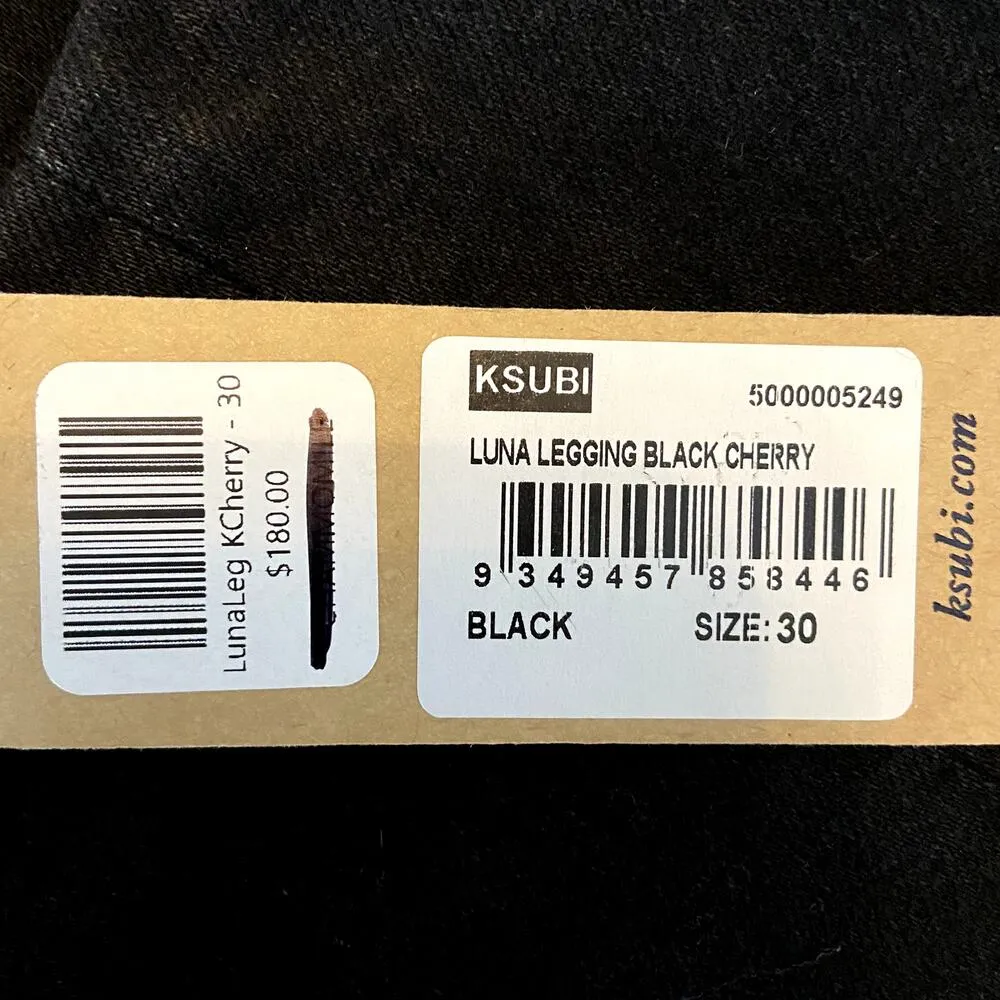 LunaLeg KCherry - 30
$180.00
KSUBI
5000005249
LUNA LEGGING BLACK CHERRY
9 349457 858446
BLACK SIZE: 30
ksubi.com